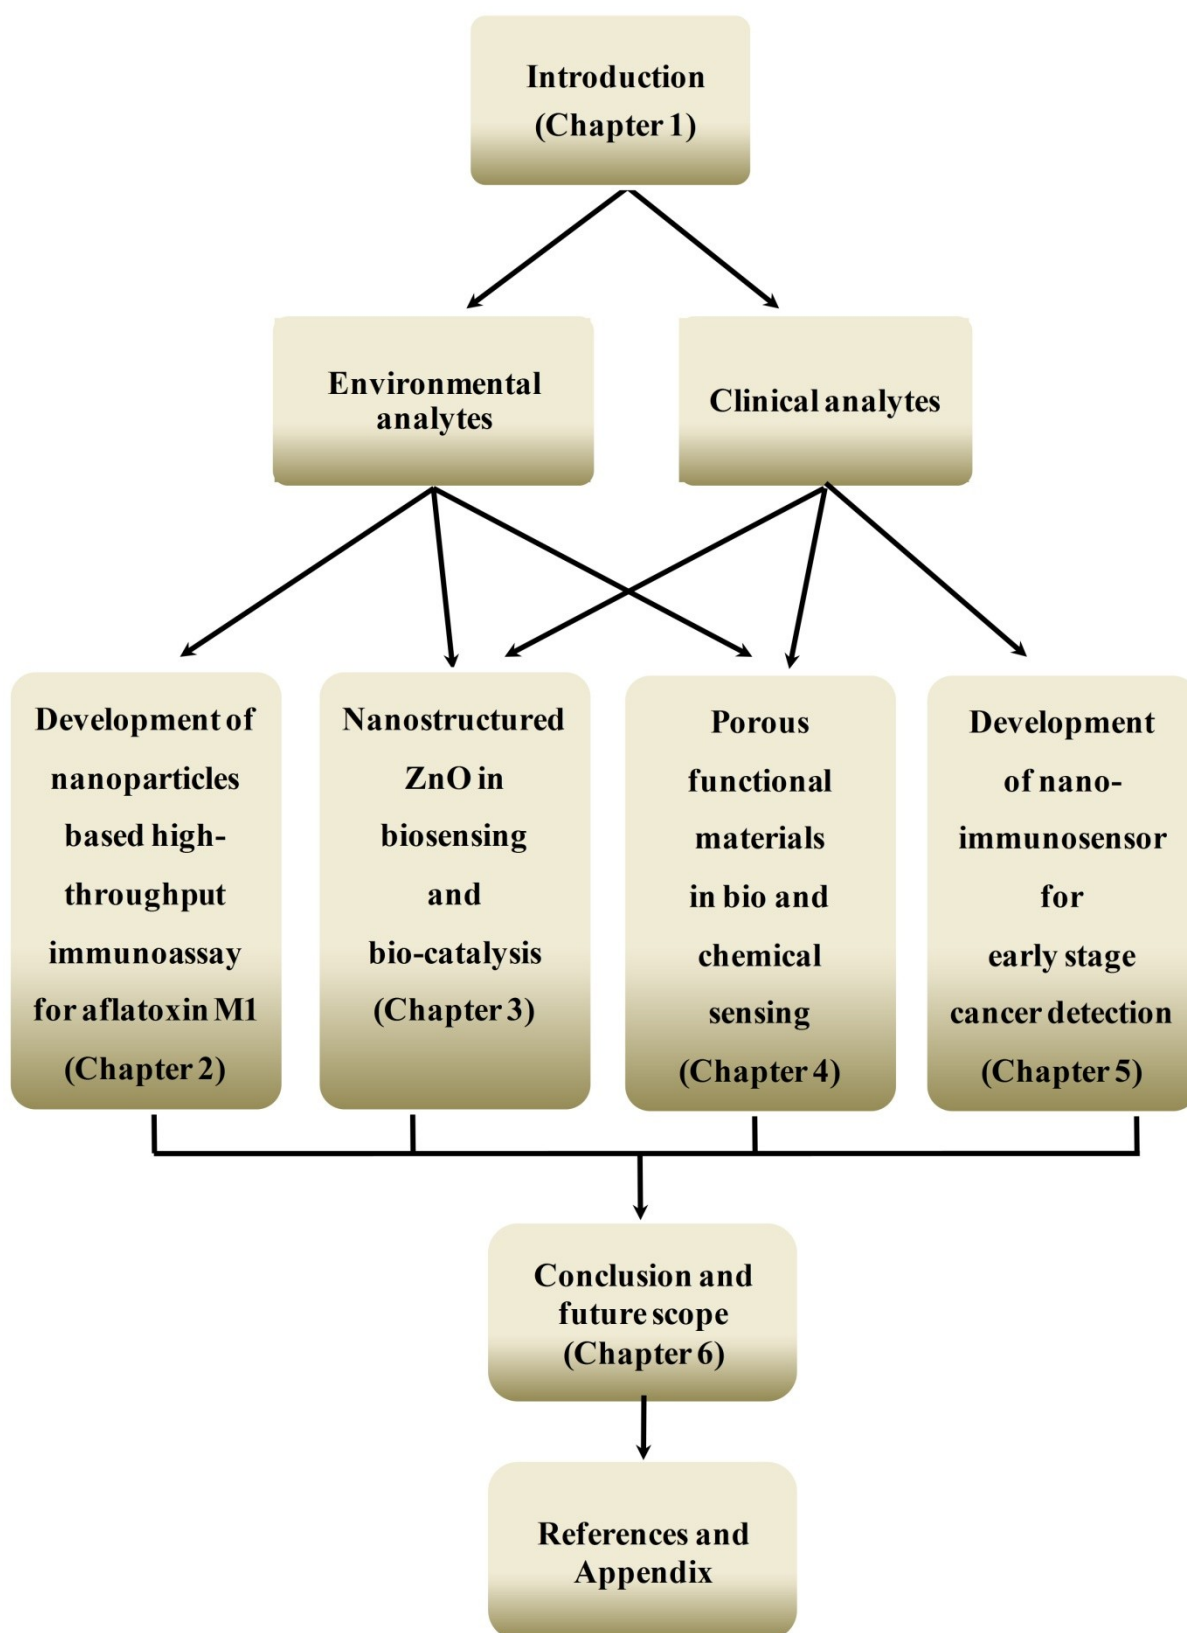 Introduction
(Chapter 1)
Environmental
analytes
Clinical analytes
Development of
nanoparticles
based high-
throughput
immunoassay
for aflatoxin M1
(Chapter 2)
Nanostructured
ZnO in
biosensing
and
bio-catalysis
(Chapter 3)
Porous
functional
materials
in bio and
chemical
sensing
(Chapter 4)
Development
of nano-
immunosensor
for
early stage
cancer detection
(Chapter 5)
Conclusion and
future scope
(Chapter 6)
References and
Appendix